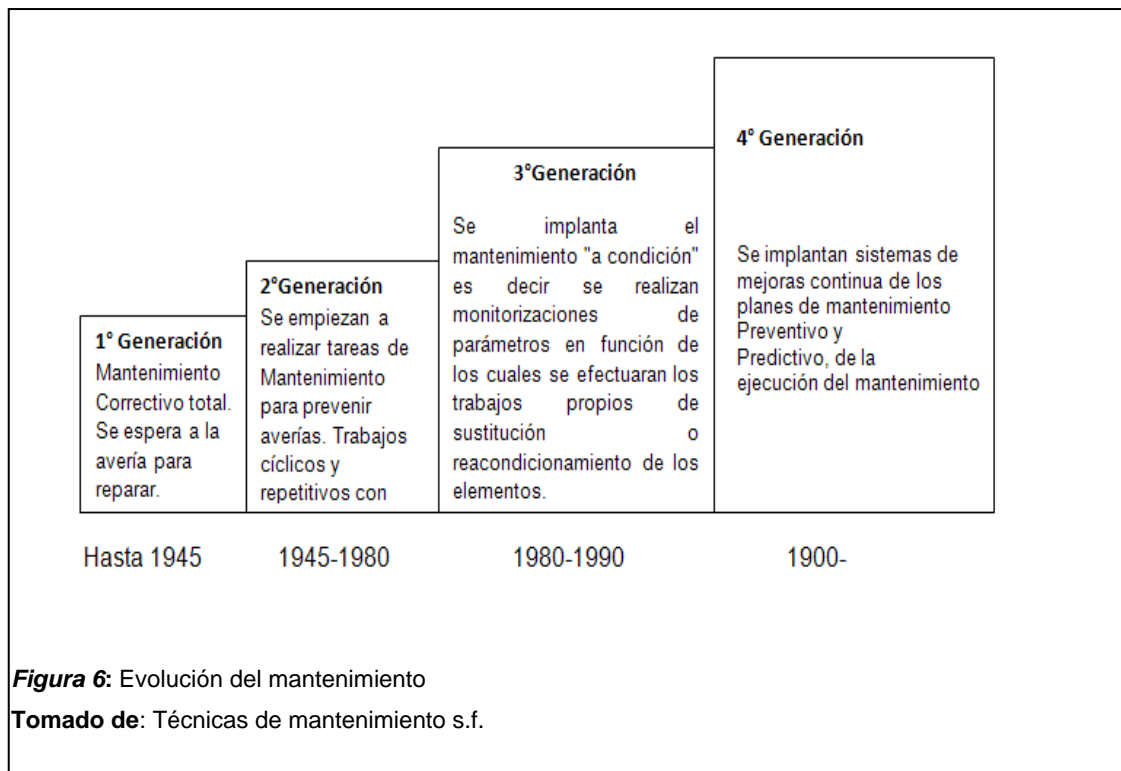 1° Generación
Mantenimiento
Correctivo total.
Se espera a la
avería para
reparar.
2°Generación
Se empiezan a
realizar tareas de
Mantenimiento
para prevenir
averías. Trabajos
cíclicos y
repetitivos con
3°Generación
Se implanta el
mantenimiento "a condición"
es decir se realizan
monitorizaciones de
parámetros en función de
los cuales se efectuaran los
trabajos propios de
sustitución o
reacondicionamiento de los
elementos.
4° Generación
Se implantan sistemas de
mejoras continua de los
planes de mantenimiento
Preventivo y
Predictivo, de la
ejecución del mantenimiento
Hasta 1945
1945-1980
1980-1990
1900-
Figura 6: Evolución del mantenimiento
Tomado de: Técnicas de mantenimiento s.f.